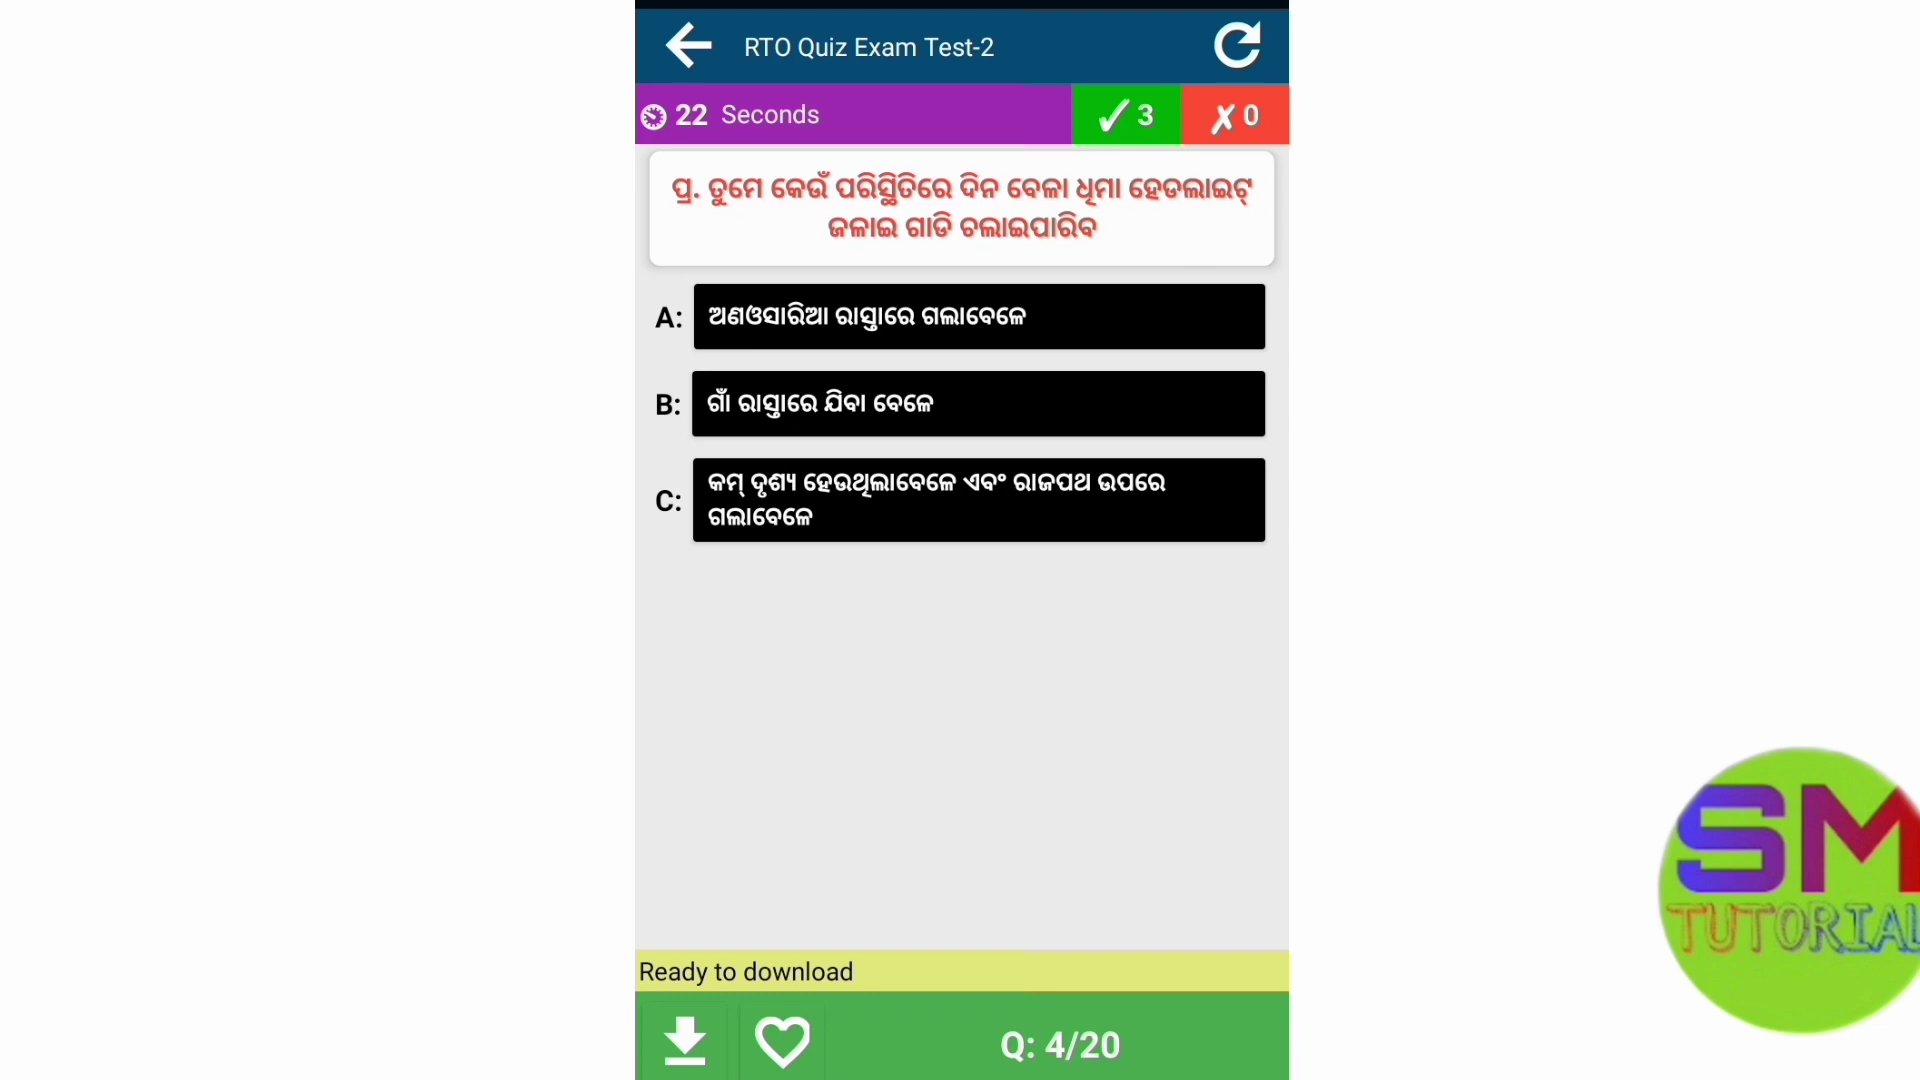 RTO Quiz Exam Test-2
22 Seconds
3
0
ପ୍ର. ତୁମେ କେଉଁ ପରିସ୍ଥିତିରେ ଦିନ ବେଳା ଧିମା ହେଡଲାଇଟ୍
ଜଳାଇ ଗାଡି ଚଲାଇପାରିବ
A: ଅଣଓସାରିଆ ରାସ୍ତାରେ ଗଲାବେଳେ
B: ଗାଁ ରାସ୍ତାରେ ଯିବା ବେଳେ
C: କମ୍ ଦୃଶ୍ୟ ହେଉଥିଲାବେଳେ ଏବଂ ରାଜପଥ ଉପରେ
ଗଲାବେଳେ
Ready to download
Q: 4/20
SM
TUTORIAL